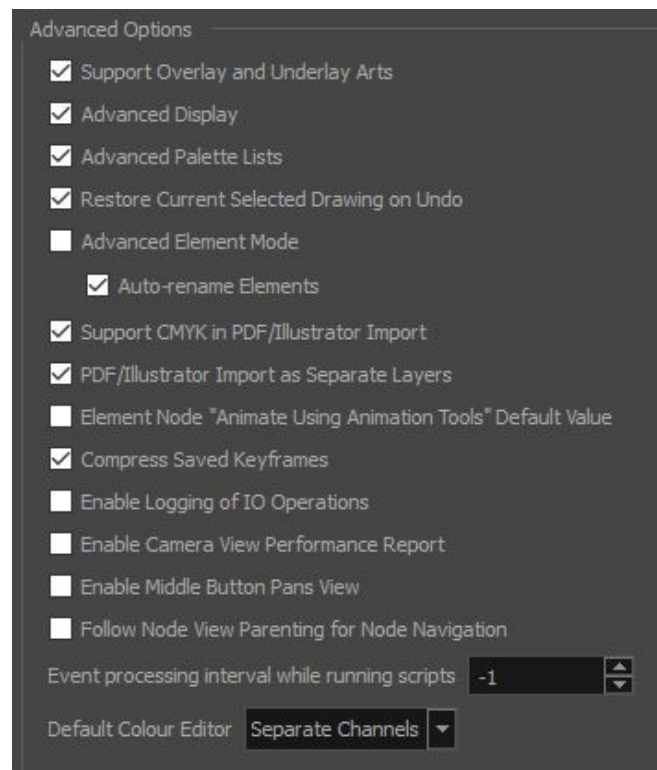 Advanced Options
Support Overlay and Underlay Arts
Advanced Display
Advanced Palette Lists
Restore Current Selected Drawing on Undo
Advanced Element Mode
Auto-rename Elements
Support CMYK in PDF/Illustrator Import
PDF/Illustrator Import as Separate Layers
Element Node "Animate Using Animation Tools" Default Value
Compress Saved Keyframes
Enable Logging of IO Operations
Enable Camera View Performance Report
Enable Middle Button Pans View
Follow Node View Parenting for Node Navigation
Event processing interval while running scripts -1
Default Colour Editor Separate Channels